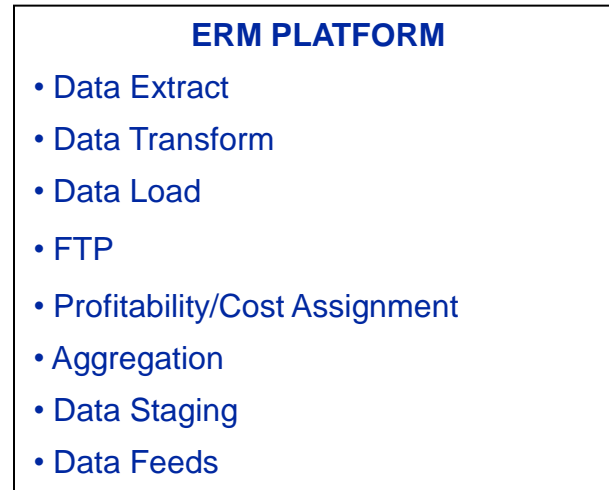 ERM PLATFORM
• Data Extract
• Data Transform
• Data Load
• FTP
• Profitability/Cost Assignment
• Aggregation
• Data Staging
• Data Feeds